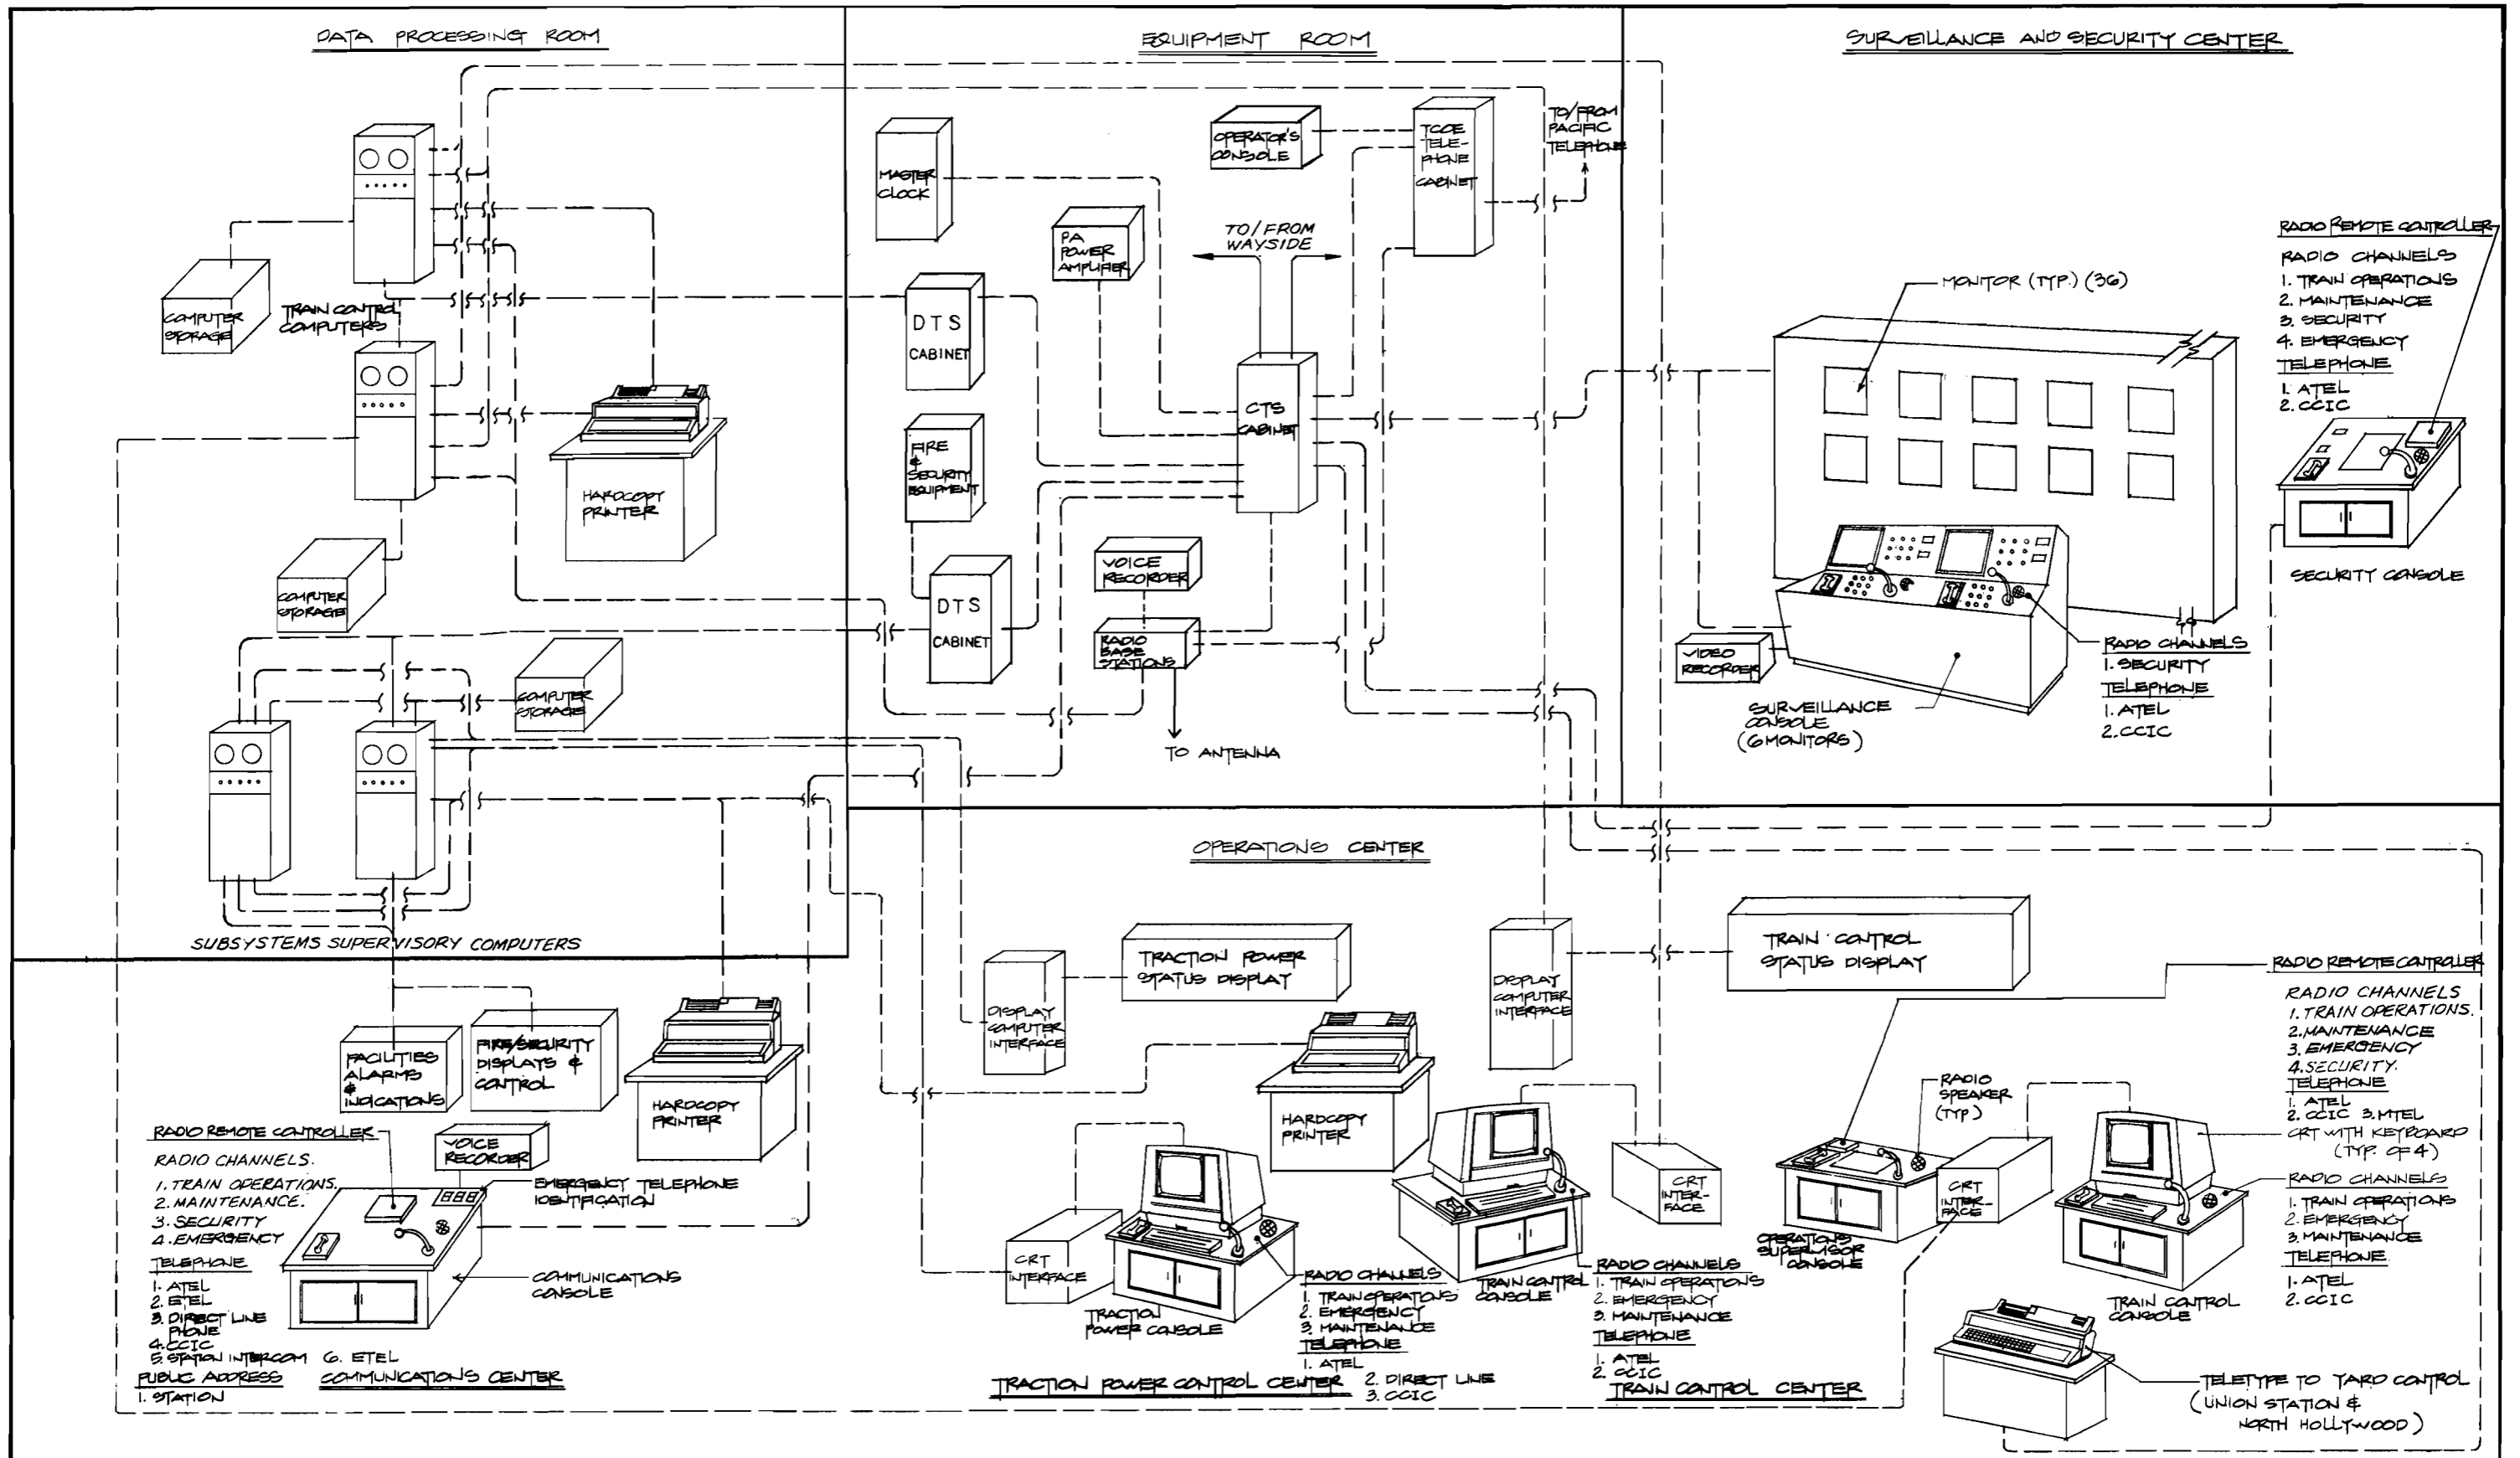 DATA PROCESSING ROOM
COMPUTER
STORAGE
TRAIN CONTROL
COMPUTERS
HARDCOPY
PRINTER
COMPUTER
STORAGE
COMPUTER
STORAGE
SUBSYSTEMS SUPERVISORY COMPUTERS
EQUIPMENT ROOM
MASTER
CLOCK
OPERATOR'S
CONSOLE
TELE-
PHONE
CABINET
TO/FROM
PACIFIC
TELEPHONE
PA
POWER
AMPLIFIER
TO/FROM
WAYSIDE
DTS
CABINET
CTS
CABINET
FIRE
&
SECURITY
EQUIPMENT
DTS
CABINET
VOICE
RECORDER
RADIO
BASE
STATIONS
TO ANTENNA
SURVEILLANCE AND SECURITY CENTER
MONITOR (TYP.) (36)
RADIO REMOTE CONTROLLER
RADIO CHANNELS
1. TRAIN OPERATIONS
2. MAINTENANCE
3. SECURITY
4. EMERGENCY
TELEPHONE
1. ATEL
2. CCIC
SECURITY CONSOLE
VIDEO
RECORDER
SURVEILLANCE
CONSOLE
(6 MONITORS)
RADIO CHANNELS
1. SECURITY
TELEPHONE
1. ATEL
2. CCIC
OPERATIONS CENTER
FACILITIES
ALARMS
&
INDICATIONS
FIRE/SECURITY
DISPLAYS &
CONTROL
HARDCOPY
PRINTER
RADIO REMOTE CONTROLLER
RADIO CHANNELS.
1. TRAIN OPERATIONS.
2. MAINTENANCE.
3. SECURITY
4. EMERGENCY
TELEPHONE
1. ATEL
2. ETEL
3. DIRECT LINE
PHONE
4. CCIC
5. STATION INTERCOM 6. ETEL
PUBLIC ADDRESS
1. STATION
VOICE
RECORDER
EMERGENCY TELEPHONE
IDENTIFICATION
COMMUNICATIONS
CONSOLE
COMMUNICATIONS CENTER
DISPLAY
COMPUTER
INTERFACE
TRACTION POWER
STATUS DISPLAY
HARDCOPY
PRINTER
CRT
INTERFACE
TRACTION
POWER CONSOLE
RADIO CHANNELS
1. TRAIN OPERATIONS
2. EMERGENCY
3. MAINTENANCE
TELEPHONE
1. ATEL
2. DIRECT LINE
3. CCIC
TRACTION POWER CONTROL CENTER
DISPLAY
COMPUTER
INTERFACE
TRAIN CONTROL
STATUS DISPLAY
TRAIN CONTROL
CONSOLE
CRT
INTER-
FACE
RADIO CHANNELS
1. TRAIN OPERATIONS
2. EMERGENCY
3. MAINTENANCE
TELEPHONE
1. ATEL
2. CCIC
TRAIN CONTROL CENTER
RADIO
SPEAKER
(TYP)
OPERATIONS
SUPERVISOR
CONSOLE
CRT
INTER-
FACE
RADIO REMOTE CONTROLLER
RADIO CHANNELS
1. TRAIN OPERATIONS.
2. MAINTENANCE
3. EMERGENCY
4. SECURITY.
TELEPHONE
1. ATEL
2. CCIC 3. MTEL
CRT WITH KEYBOARD
(TYP. OF 4)
RADIO CHANNELS
1. TRAIN OPERATIONS
2. EMERGENCY
3. MAINTENANCE
TELEPHONE
1. ATEL
2. CCIC
TRAIN CONTROL
CONSOLE
TELETYPE TO YARD CONTROL
(UNION STATION &
NORTH HOLLYWOOD)